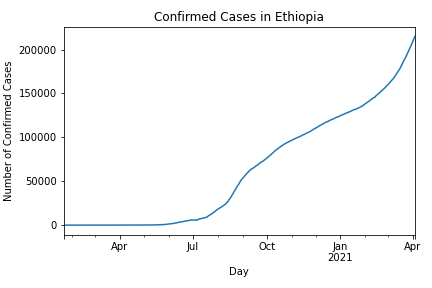 Confirmed Cases in Ethiopia
200000
150000
100000
50000
0
Number of Confirmed Cases
Apr Jul Oct Jan Apr
2021
Day